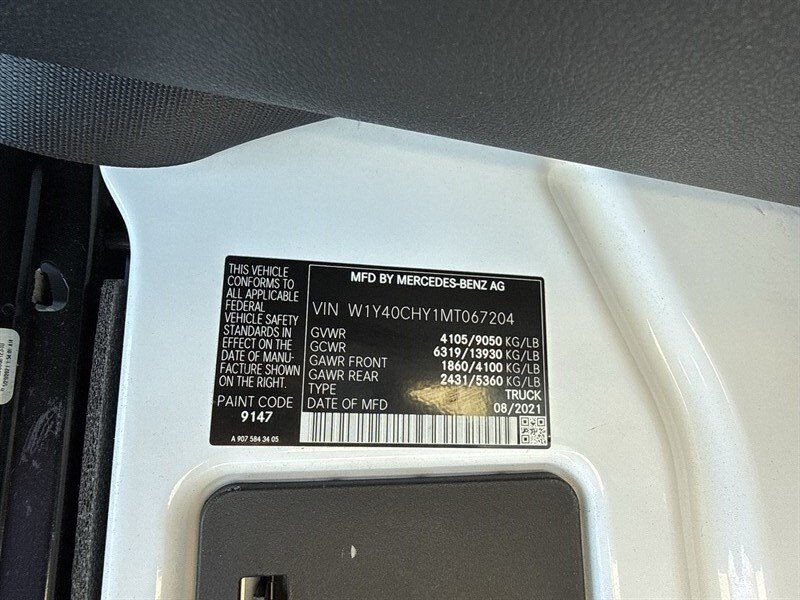 THIS VEHICLE
CONFORMS TO
ALL APPLICABLE
FEDERAL
VEHICLE SAFETY
STANDARDS IN
EFFECT ON THE
DATE OF MANU-
FACTURE SHOWN
ON THE RIGHT.
PAINT CODE
9147
A 907 584 34 05
MFD BY MERCEDES-BENZ AG
VIN W1Y40CHY1MT067204
GVWR 4105/9050 KG/LB
GCWR 6319/13930 KG/LB
GAWR FRONT 1860/4100 KG/LB
GAWR REAR 2431/5360 KG/LB
TYPE TRUCK
DATE OF MFD 08/2021